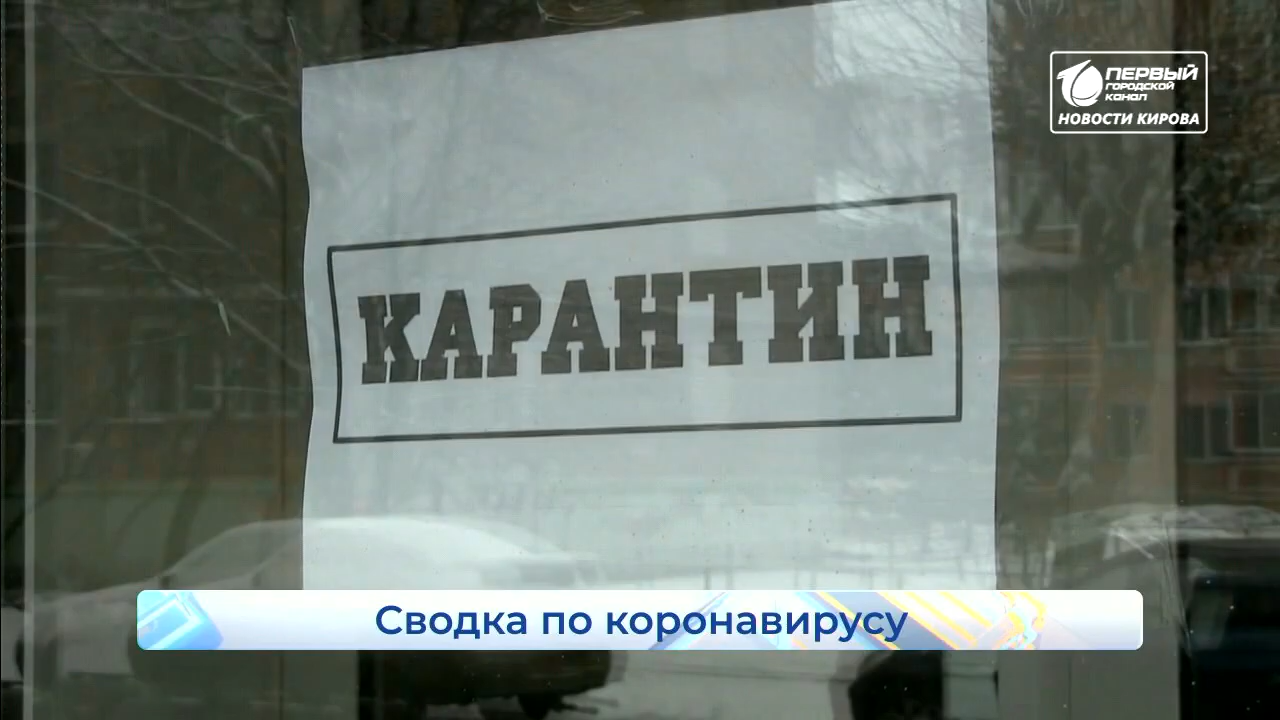 ПЕРВЫЙ
ГОРОДСКОЙ
КАНАЛ
НОВОСТИ КИРОВА
КАРАНТИН
Сводка по коронавирусу